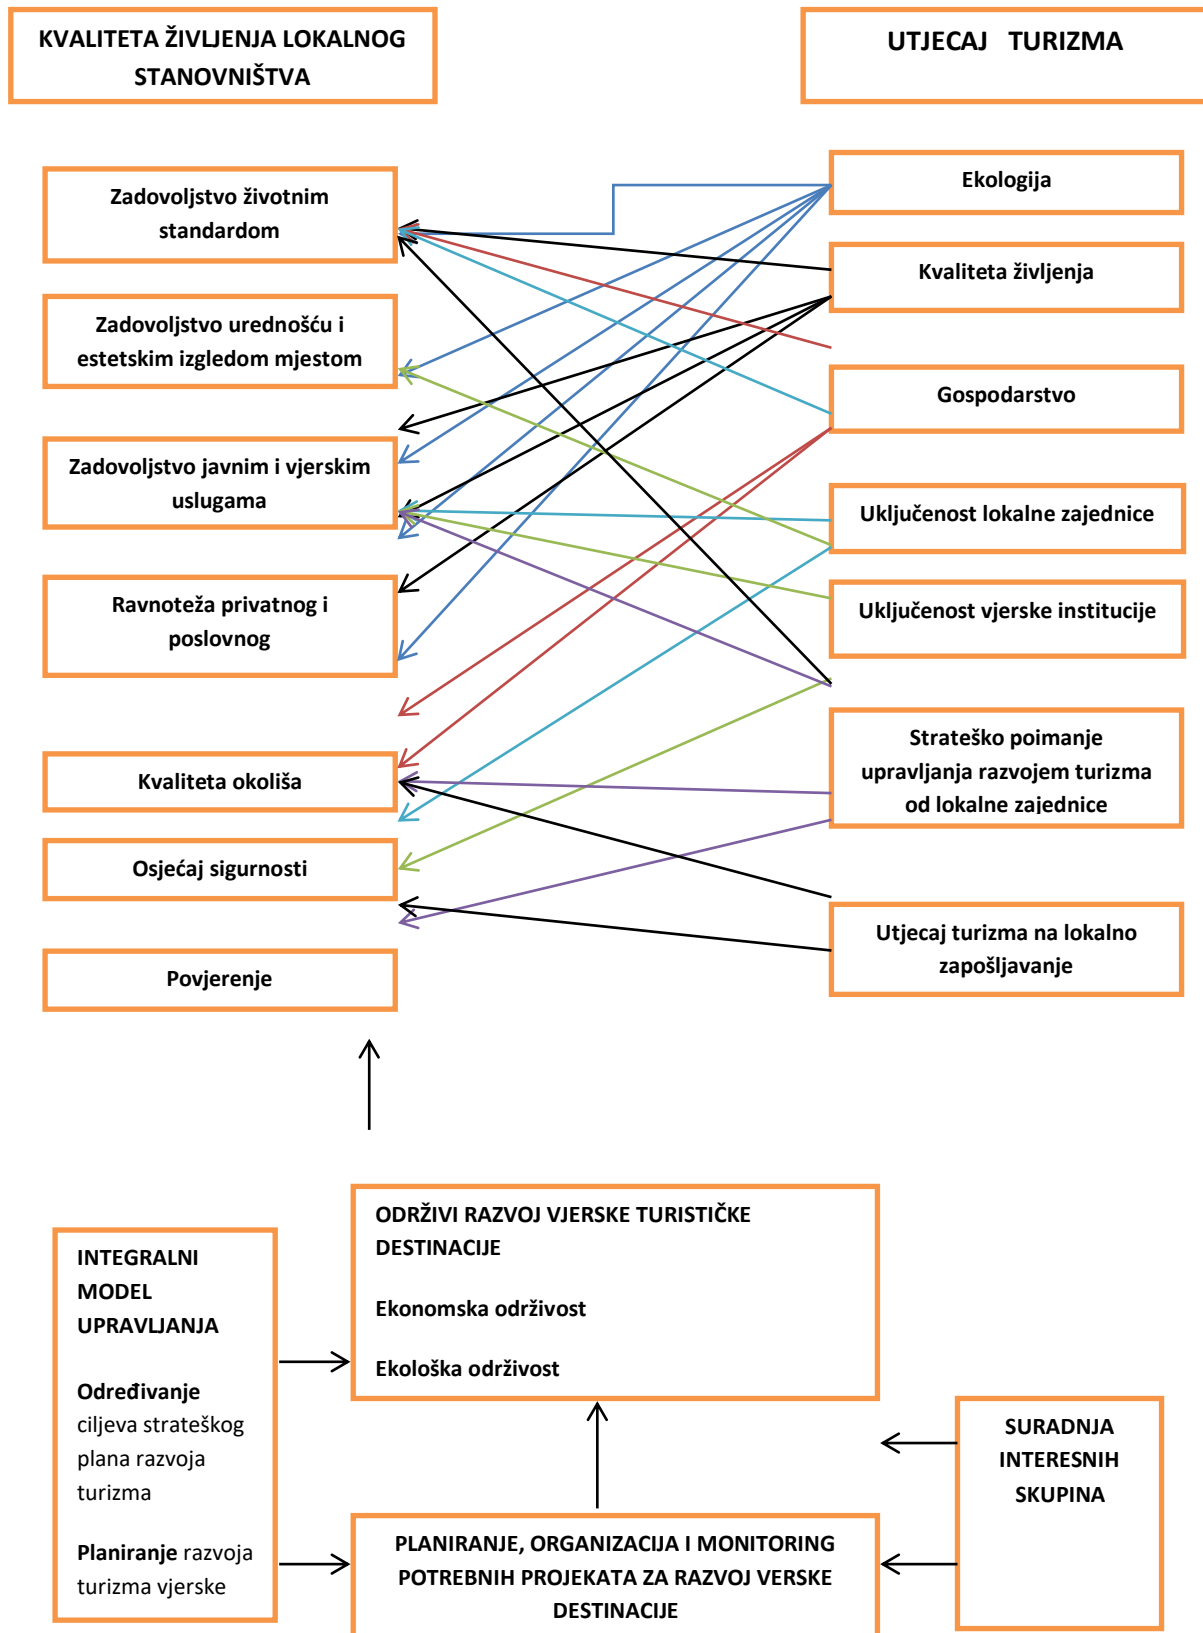 KVALITETA ŽIVLJENJA LOKALNOG
STANOVNIŠTVA
UTJECAJ TURIZMA
Zadovoljstvo životnim
standardom
Zadovoljstvo urednošću i
estetskim izgledom mjestom
Zadovoljstvo javnim i vjerskim
uslugama
Ravnoteža privatnog i
poslovnog
Kvaliteta okoliša
Osjećaj sigurnosti
Povjerenje
Ekologija
Kvaliteta življenja
Gospodarstvo
Uključenost lokalne zajednice
Uključenost vjerske institucije
Strateško poimanje
upravljanja razvojem turizma
od lokalne zajednice
Utjecaj turizma na lokalno
zapošljavanje
INTEGRALNI
MODEL
UPRAVLJANJA
Određivanje
ciljeva strateškog
plana razvoja
turizma
Planiranje razvoja
turizma vjerske
ODRŽIVI RAZVOJ VJERSKE TURISTIČKE
DESTINACIJE
Ekonomska održivost
Ekološka održivost
PLANIRANJE, ORGANIZACIJA I MONITORING
POTREBNIH PROJEKATA ZA RAZVOJ VERSKE
DESTINACIJE
SURADNJA
INTERESNIH
SKUPINA